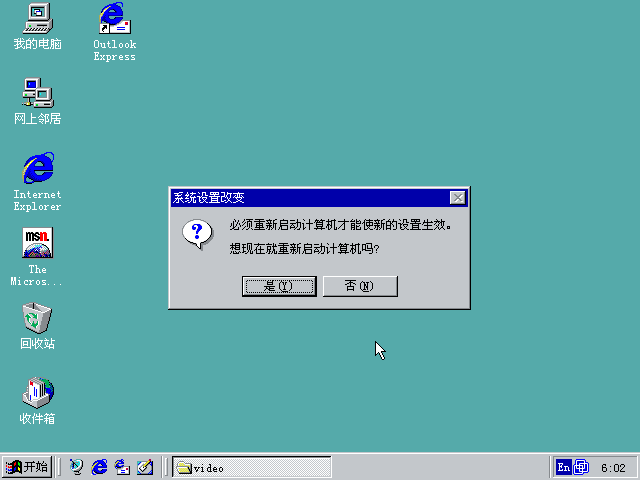 我的电脑
Outlook
Express
网上邻居
Internet
Explorer
msn.
The
Micros...
回收站
收件箱
系统设置改变
必须重新启动计算机才能使新的设置生效。
想现在就重新启动计算机吗?
是(Y)
否(N)
开始
video
En
6:02